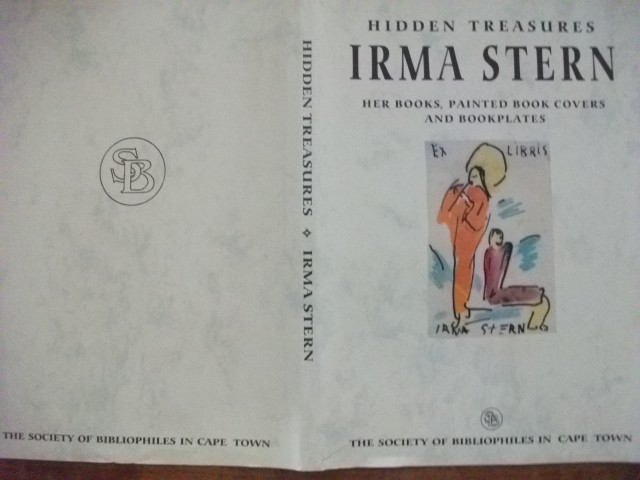 SB
THE SOCIETY OF BIBLIOPHILES IN CAPE TOWN
HIDDEN TREASURES ❖ IRMA STERN
HIDDEN TREASURES
IRMA STERN
HER BOOKS, PAINTED BOOK COVERS
AND BOOKPLATES
EX LIBRIS
IRMA STERN
SB
THE SOCIETY OF BIBLIOPHILES IN CAPE TOWN